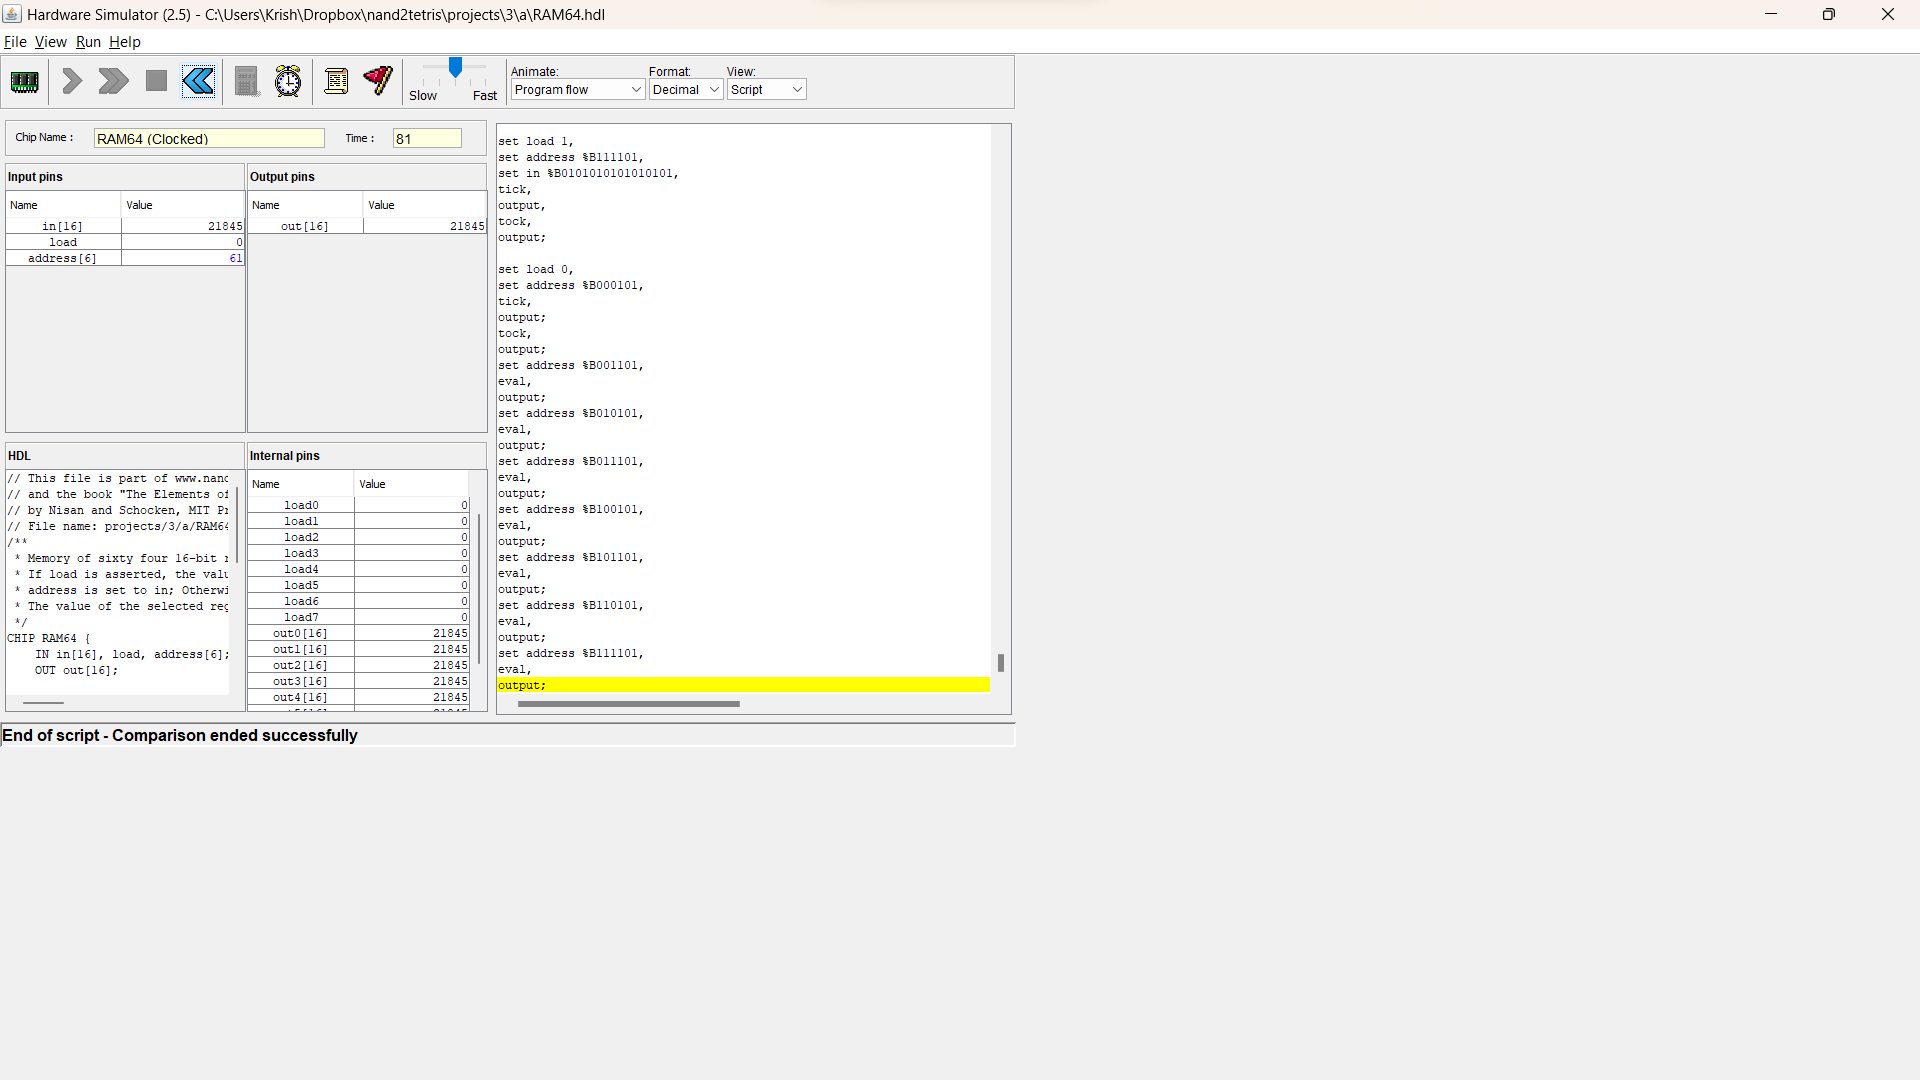 Hardware Simulator (2.5) - C:\Users\Krish\Dropbox\nand2tetris\projects\3\a\RAM64.hdl
File View Run Help
Slow Fast
Animate:
Program flow
Format:
Decimal
View:
Script
Chip Name :
RAM64 (Clocked)
Time :
81
Input pins
Name Value
in[16] 21845
load 0
address[6] 61
Output pins
Name Value
out[16] 21845
HDL
// This file is part of www.nand
// and the book "The Elements of
// by Nisan and Schocken, MIT Pr
// File name: projects/3/a/RAM64
/**
* Memory of sixty four 16-bit r
* If load is asserted, the valu
* address is set to in; Otherwi
* The value of the selected reg
*/
CHIP RAM64 {
IN in[16], load, address[6];
OUT out[16];
Internal pins
Name Value
load0 0
load1 0
load2 0
load3 0
load4 0
load5 0
load6 0
load7 0
out0[16] 21845
out1[16] 21845
out2[16] 21845
out3[16] 21845
out4[16] 21845
set load 1,
set address %B111101,
set in %B0101010101010101,
tick,
output,
tock,
output;
set load 0,
set address %B000101,
tick,
output;
tock,
output;
set address %B001101,
eval,
output;
set address %B010101,
eval,
output;
set address %B011101,
eval,
output;
set address %B100101,
eval,
output;
set address %B101101,
eval,
output;
set address %B110101,
eval,
output;
set address %B111101,
eval,
output;
End of script - Comparison ended successfully